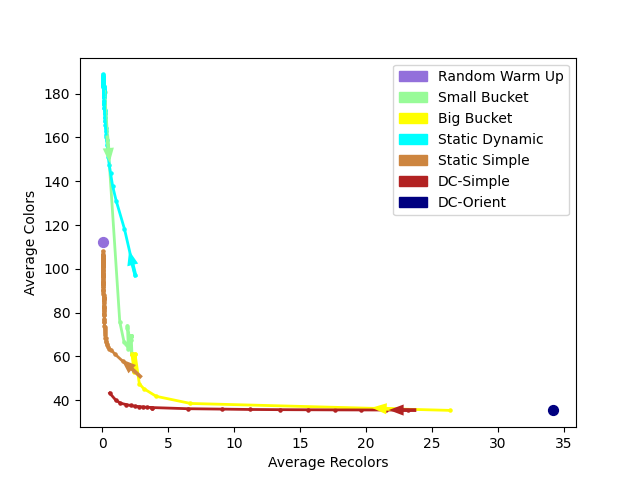 Random Warm Up
Small Bucket
Big Bucket
Static Dynamic
Static Simple
DC-Simple
DC-Orient
Average Colors
180
160
140
120
100
80
60
40
0 5 10 15 20 25 30 35
Average Recolors